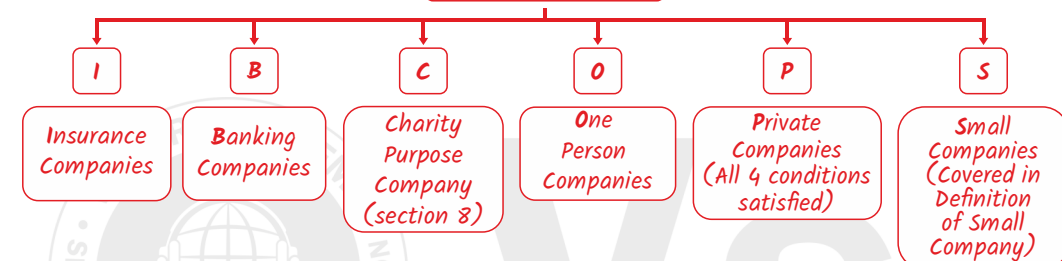 I
B
C
O
P
S
Insurance
Companies
Banking
Companies
Charity
Purpose
Company
(section 8)
One
Person
Companies
Private
Companies
(All 4 conditions
satisfied)
Small
Companies
(Covered in
Definition
of Small
Company)